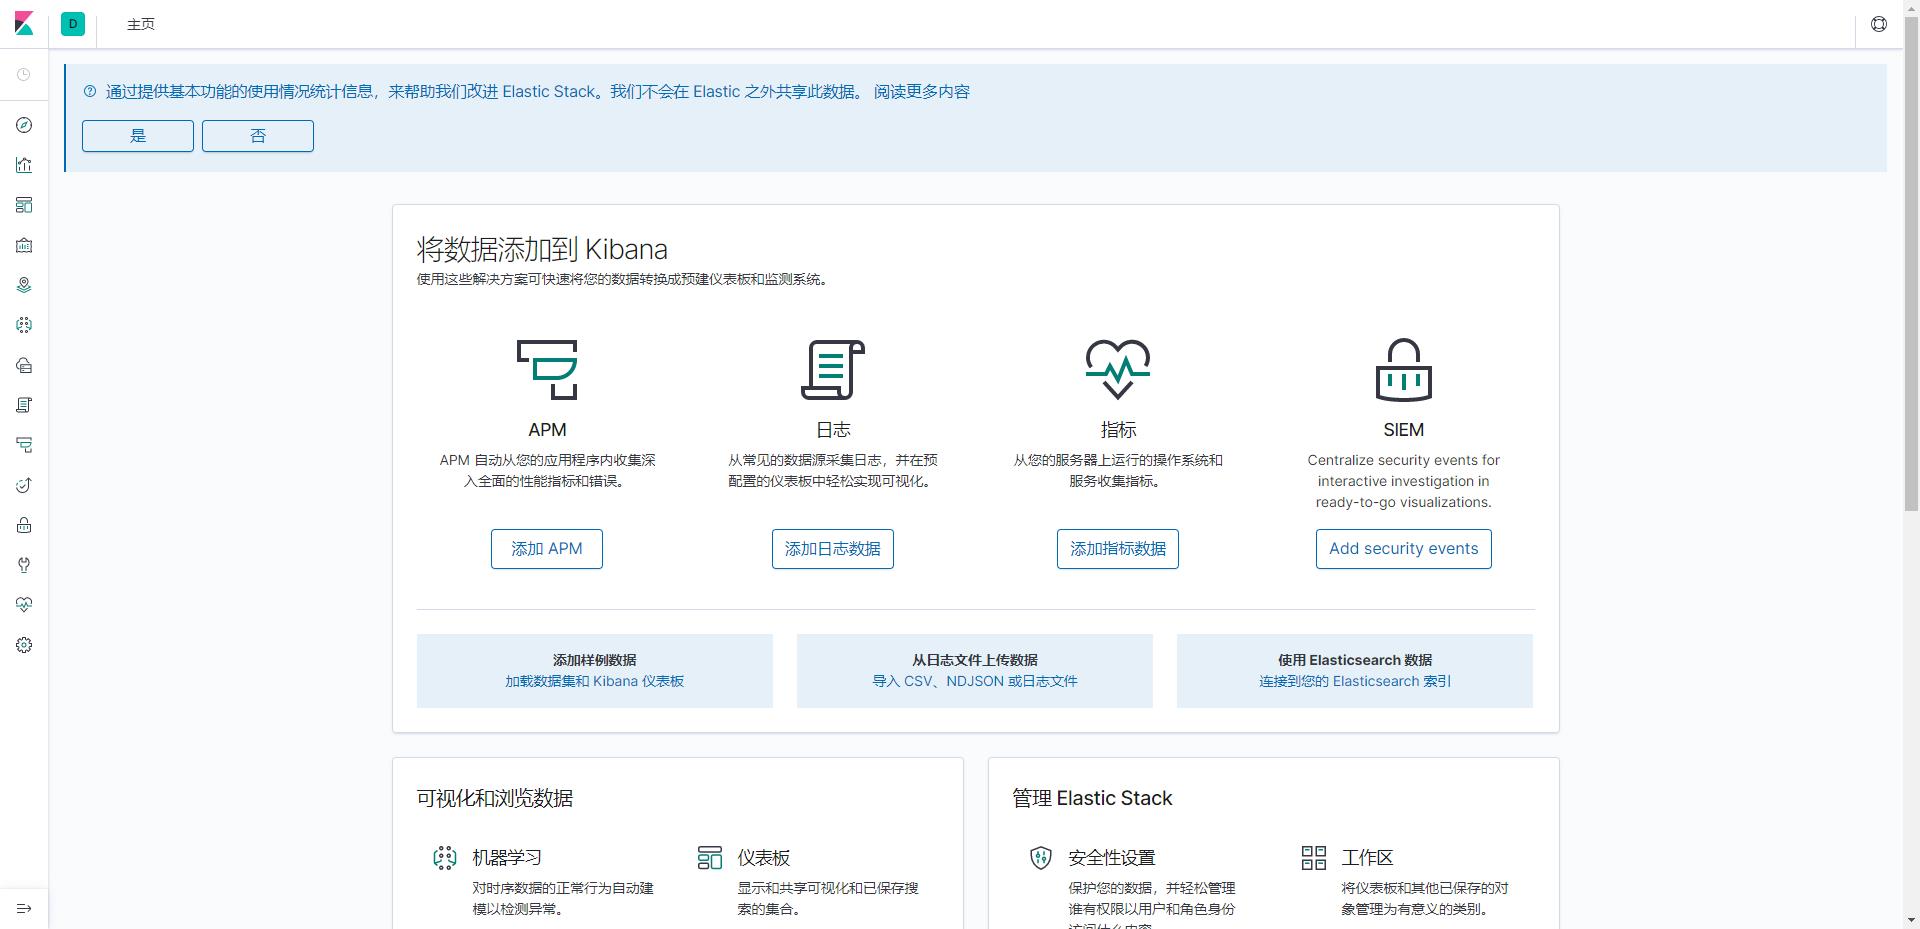 D
主页
通过提供基本功能的使用情况统计信息，来帮助我们改进 Elastic Stack。我们不会在 Elastic 之外共享此数据。 阅读更多内容
是
否
将数据添加到 Kibana
使用这些解决方案可快速将您的数据转换成预建仪表板和监测系统。
APM
APM 自动从您的应用程序内收集深
入全面的性能指标和错误。
添加 APM
日志
从常见的数据源采集日志，并在预
配置的仪表板中轻松实现可视化。
添加日志数据
指标
从您的服务器上运行的操作系统和
服务收集指标。
添加指标数据
SIEM
Centralize security events for
interactive investigation in
ready-to-go visualizations.
Add security events
添加样例数据
加载数据集和 Kibana 仪表板
从日志文件上传数据
导入 CSV、NDJSON 或日志文件
使用 Elasticsearch 数据
连接到您的 Elasticsearch 索引
可视化和浏览数据
机器学习
对时序数据的正常行为自动建
模以检测异常。
仪表板
显示和共享可视化和已保存搜
索的集合。
管理 Elastic Stack
安全性设置
保护您的数据，并轻松管理
谁有权限以用户和角色身份
工作区
将仪表板和其他已保存的对
象管理为有意义的类别。